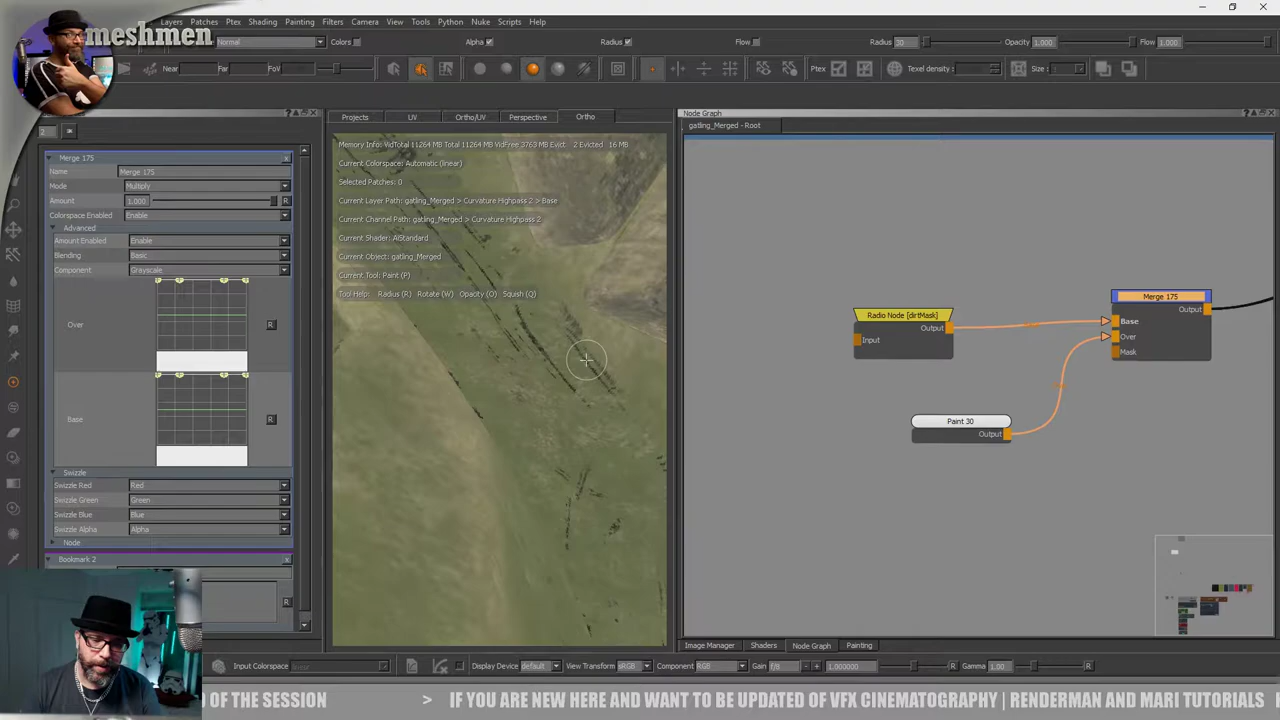 meshmen
Layers Patches Ptex Shading Painting Filters Camera View Tools Python Nuke Scripts Help
Normal Colors Alpha Radius Flow Radius 30 Opacity 1.000 Flow 1.000
Near Far FoV Ptex Texel density: Size :
Projects UV Ortho/UV Perspective Ortho Node Graph
gatling_Merged - Root
2
Merge 175
Name Merge 175
Mode Multiply
Amount 1.000 R
Colorspace Enabled Enable
Advanced
Amount Enabled Enable
Blending Basic
Component Grayscale
Over R
Base R
Swizzle
Swizzle Red Red
Swizzle Green Green
Swizzle Blue Blue
Swizzle Alpha Alpha
Node
Bookmark 2
R
Memory Info: VidTotal 11264 MB Total 11264 MB VidFree 3763 MB Evict 2 Evicted 16 MB
Current Colorspace: Automatic (linear)
Selected Patches: 0
Current Layer Path: gatling_Merged > Curvature Highpass 2 > Base
Current Channel Path: gatling_Merged > Curvature Highpass 2
Current Shader: AiStandard
Current Object: gatling_Merged
Current Tool: Paint (P)
Tool Help: Radius (R) Rotate (W) Opacity (O) Squish (Q)
Radio Node [dirtMask]
Output
Input
Merge 175
Output
Base
Over
Mask
Paint 30
Output
Image Manager Shaders Node Graph Painting
Input Colorspace linear Display Device default View Transform sRGB Component RGB Gain f/8 - + 1.000000 R Gamma 1.00 R
D OF THE SESSION > IF YOU ARE NEW HERE AND WANT TO BE UPDATED OF VFX CINEMATOGRAPHY | RENDERMAN AND MARI TUTORIALS